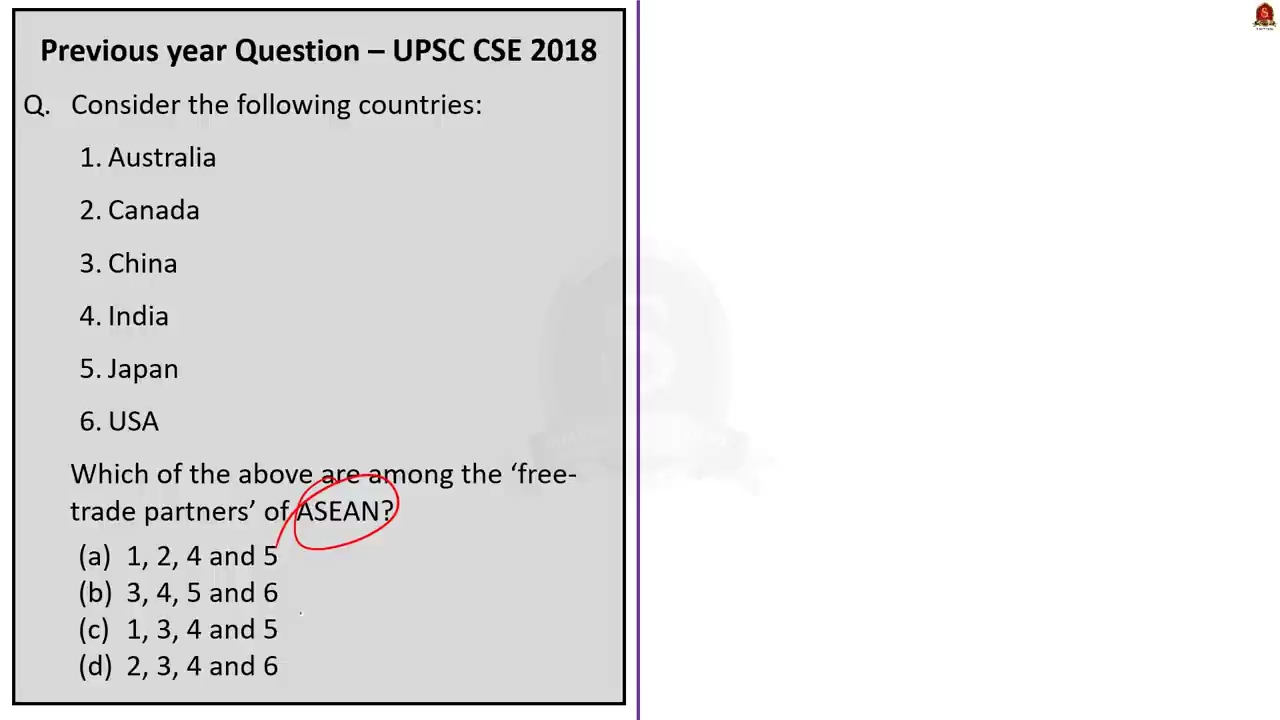 Previous year Question – UPSC CSE 2018
Q. Consider the following countries:
1. Australia
2. Canada
3. China
4. India
5. Japan
6. USA
Which of the above are among the ‘free-
trade partners’ of ASEAN?
(a) 1, 2, 4 and 5
(b) 3, 4, 5 and 6
(c) 1, 3, 4 and 5
(d) 2, 3, 4 and 6